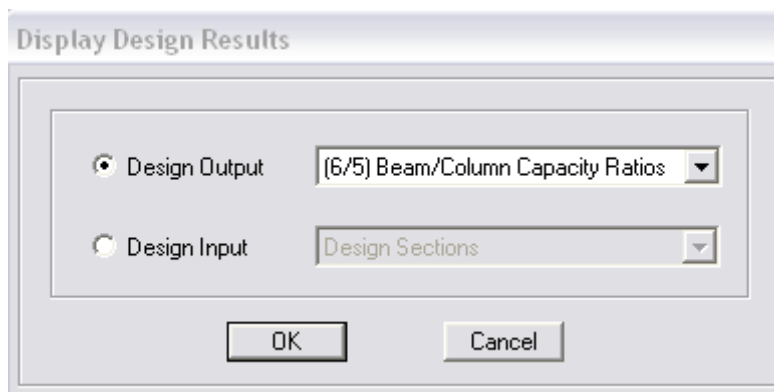 Display Design Results
Design Output (6/5) Beam/Column Capacity Ratios
Design Input Design Sections
OK Cancel